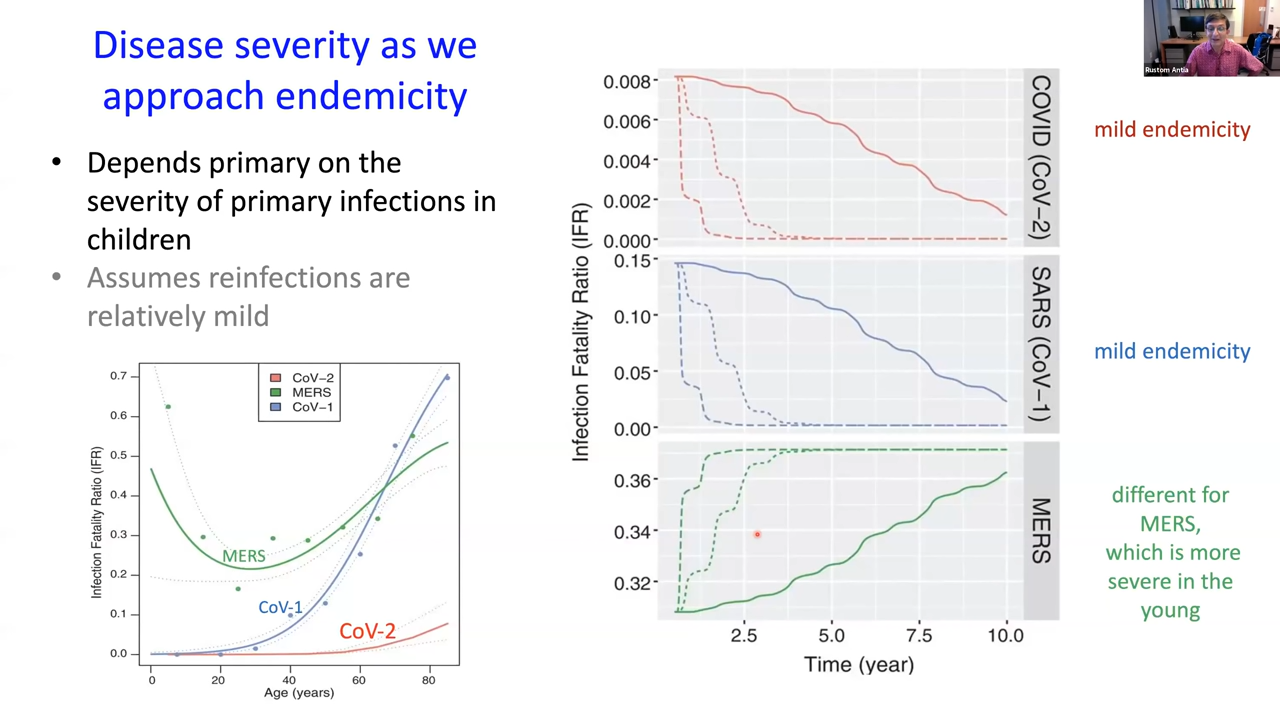 Disease severity as we
approach endemicity
• Depends primary on the
severity of primary infections in
children
• Assumes reinfections are
relatively mild
0.7
0.6
0.5
0.4
0.3
0.2
0.1
0.0
Infection Fatality Ratio (IFR)
CoV-2
MERS
CoV-1
MERS
CoV-1
CoV-2
0 20 40 60 80
Age (years)
Infection Fatality Ratio (IFR)
0.008
0.006
0.004
0.002
0.000
COVID (CoV-2)
0.15
0.10
0.05
0.00
SARS (CoV-1)
0.36
0.34
0.32
MERS
2.5 5.0 7.5 10.0
Time (year)
Rustom Antia
mild endemicity
mild endemicity
different for
MERS,
which is more
severe in the
young